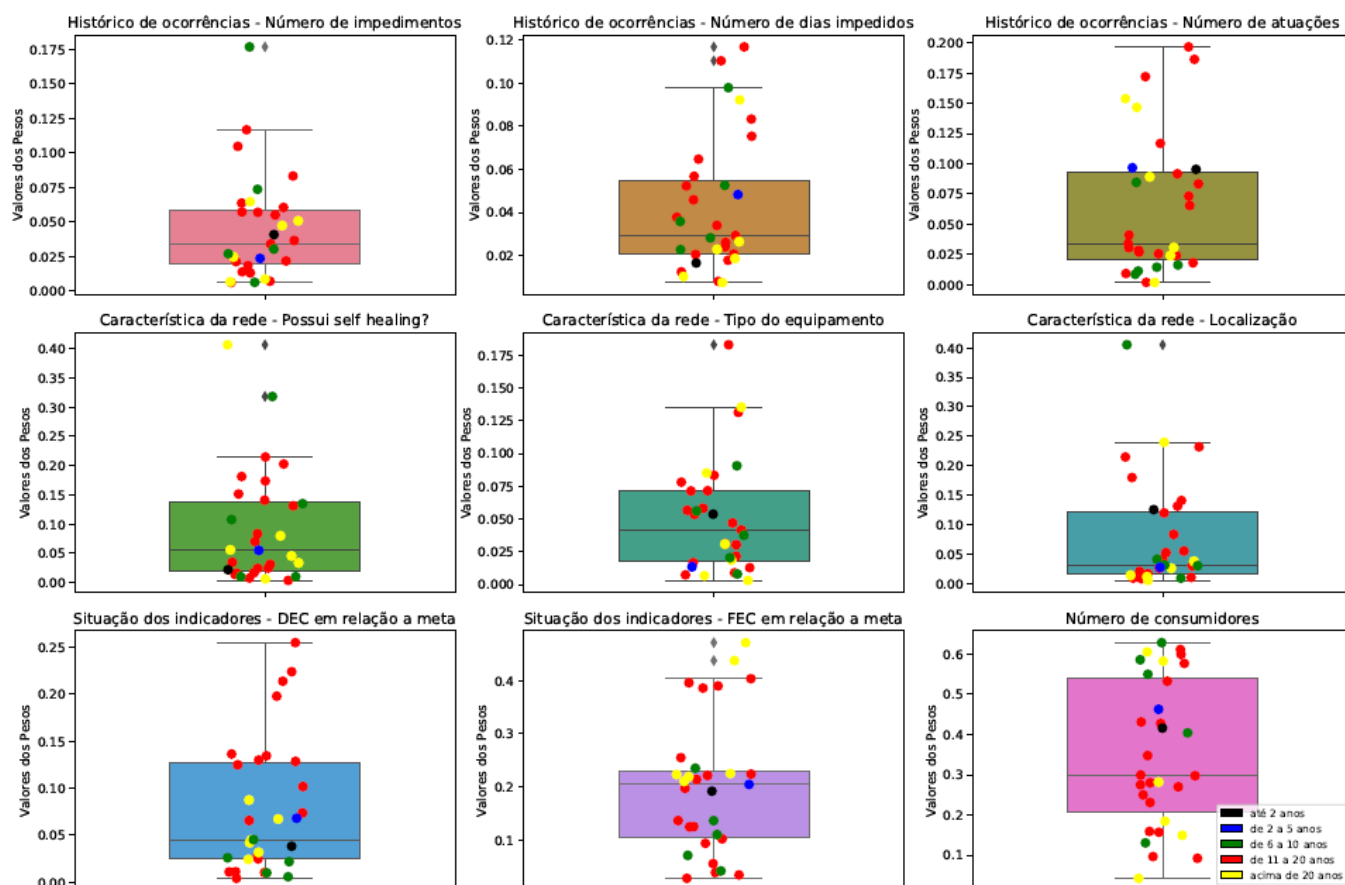 Histórico de ocorrências - Número de impedimentos
Histórico de ocorrências - Número de dias impedidos
Histórico de ocorrências - Número de atuações
Valores dos Pesos
0.175
0.150
0.125
0.100
0.075
0.050
0.025
0.000
Valores dos Pesos
0.12
0.10
0.08
0.06
0.04
0.02
Valores dos Pesos
0.200
0.175
0.150
0.125
0.100
0.075
0.050
0.025
0.000
Característica da rede - Possui self healing?
Característica da rede - Tipo do equipamento
Característica da rede - Localização
Valores dos Pesos
0.40
0.35
0.30
0.25
0.20
0.15
0.10
0.05
0.00
Valores dos Pesos
0.175
0.150
0.125
0.100
0.075
0.050
0.025
0.000
Valores dos Pesos
0.40
0.35
0.30
0.25
0.20
0.15
0.10
0.05
0.00
Situação dos indicadores - DEC em relação a meta
Situação dos indicadores - FEC em relação a meta
Número de consumidores
Valores dos Pesos
0.25
0.20
0.15
0.10
0.05
0.00
Valores dos Pesos
0.4
0.3
0.2
0.1
Valores dos Pesos
0.6
0.5
0.4
0.3
0.2
0.1
até 2 anos
de 2 a 5 anos
de 6 a 10 anos
de 11 a 20 anos
acima de 20 anos